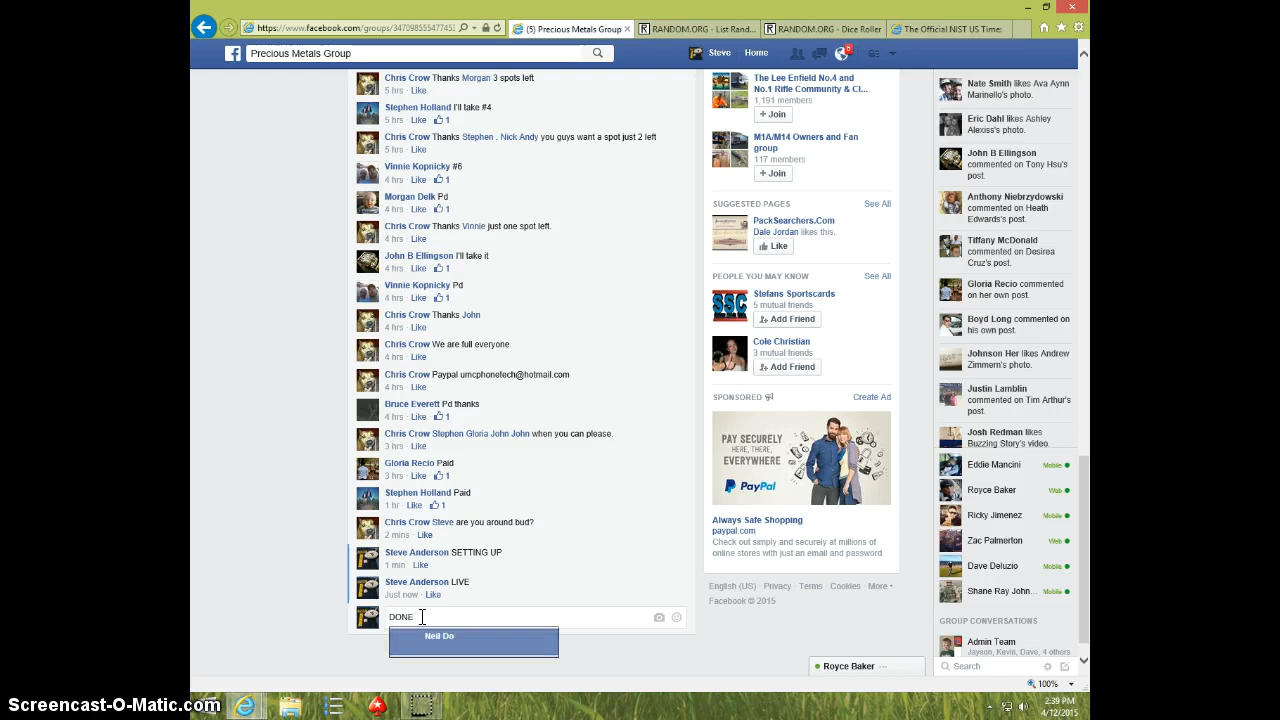 https://www.facebook.com/groups/347098555477453
(5) Precious Metals Group
RANDOM.ORG - List Rand...
RANDOM.ORG - Dice Roller
The Official NIST US Time:
Precious Metals Group
Steve
Home
Chris Crow Thanks Morgan 3 spots left
5 hrs · Like
Stephen Holland I'll take #4
5 hrs · Like · 1
Chris Crow Thanks Stephen . Nick Andy you guys want a spot just 2 left
5 hrs · Like
Vinnie Kopnicky #6
4 hrs · Like · 1
Morgan Delk Pd
4 hrs · Like · 1
Chris Crow Thanks Vinnie just one spot left.
4 hrs · Like
John B Ellingson I'll take it
4 hrs · Like · 1
Vinnie Kopnicky Pd
4 hrs · Like · 1
Chris Crow Thanks John
4 hrs · Like
Chris Crow We are full everyone.
4 hrs · Like
Chris Crow Paypal umcphonetech@hotmail.com
4 hrs · Like
Bruce Everett Pd thanks
4 hrs · Like · 1
Chris Crow Stephen Gloria John John when you can please.
3 hrs · Like
Gloria Recio Paid
3 hrs · Like · 1
Stephen Holland Paid
1 hr · Like · 1
Chris Crow Steve are you around bud?
2 mins · Like
Steve Anderson SETTING UP
1 min · Like
Steve Anderson LIVE
Just now · Like
DONE
Neil Do
The Lee Enfield No.4 and
No.1 Rifle Community & Cl...
1,191 members
+ Join
M1A/M14 Owners and Fan
group
117 members
+ Join
SUGGESTED PAGES See All
PackSearchers.Com
Dale Jordan likes this.
Like
PEOPLE YOU MAY KNOW See All
Stefans Sportscards
5 mutual friends
Add Friend
SSC
Cole Christian
3 mutual friends
Add Friend
SPONSORED Create Ad
PAY SECURELY
HERE, THERE,
EVERYWHERE
PayPal
Always Safe Shopping
paypal.com
Check out simply and securely at millions of
online stores with just an email and password
English (US) · Privacy · Terms · Cookies · More
Facebook © 2015
Nate Smith likes Ava Aynn
Marinello's photo.
Eric Dahl likes Ashley
Alexiss's photo.
John B Ellingson
commented on Tony Hsu's
post.
Anthony Niebrzydowski
commented on Heath
Edwards's post.
Tiffany McDonald
commented on Desirea
Cruz's post.
Gloria Recio commented
on her own post.
Boyd Long commented on
his own post.
Johnson Her likes Andrew
Zimmern's photo.
Justin Lamblin
commented on Tim Arthur's
post.
Josh Redman likes
Buzzing Story's video.
Eddie Mancini Mobile
Royce Baker Web
Ricky Jimenez Mobile
Zac Palmerton Web
Dave Deluzio Mobile
Shane Ray John... Mobile
GROUP CONVERSATIONS
Admin Team
Jayson, Kevin, Dave, 4 others
Search
Royce Baker
100%
2:39 PM
4/12/2015
Screencast-O-Matic.com